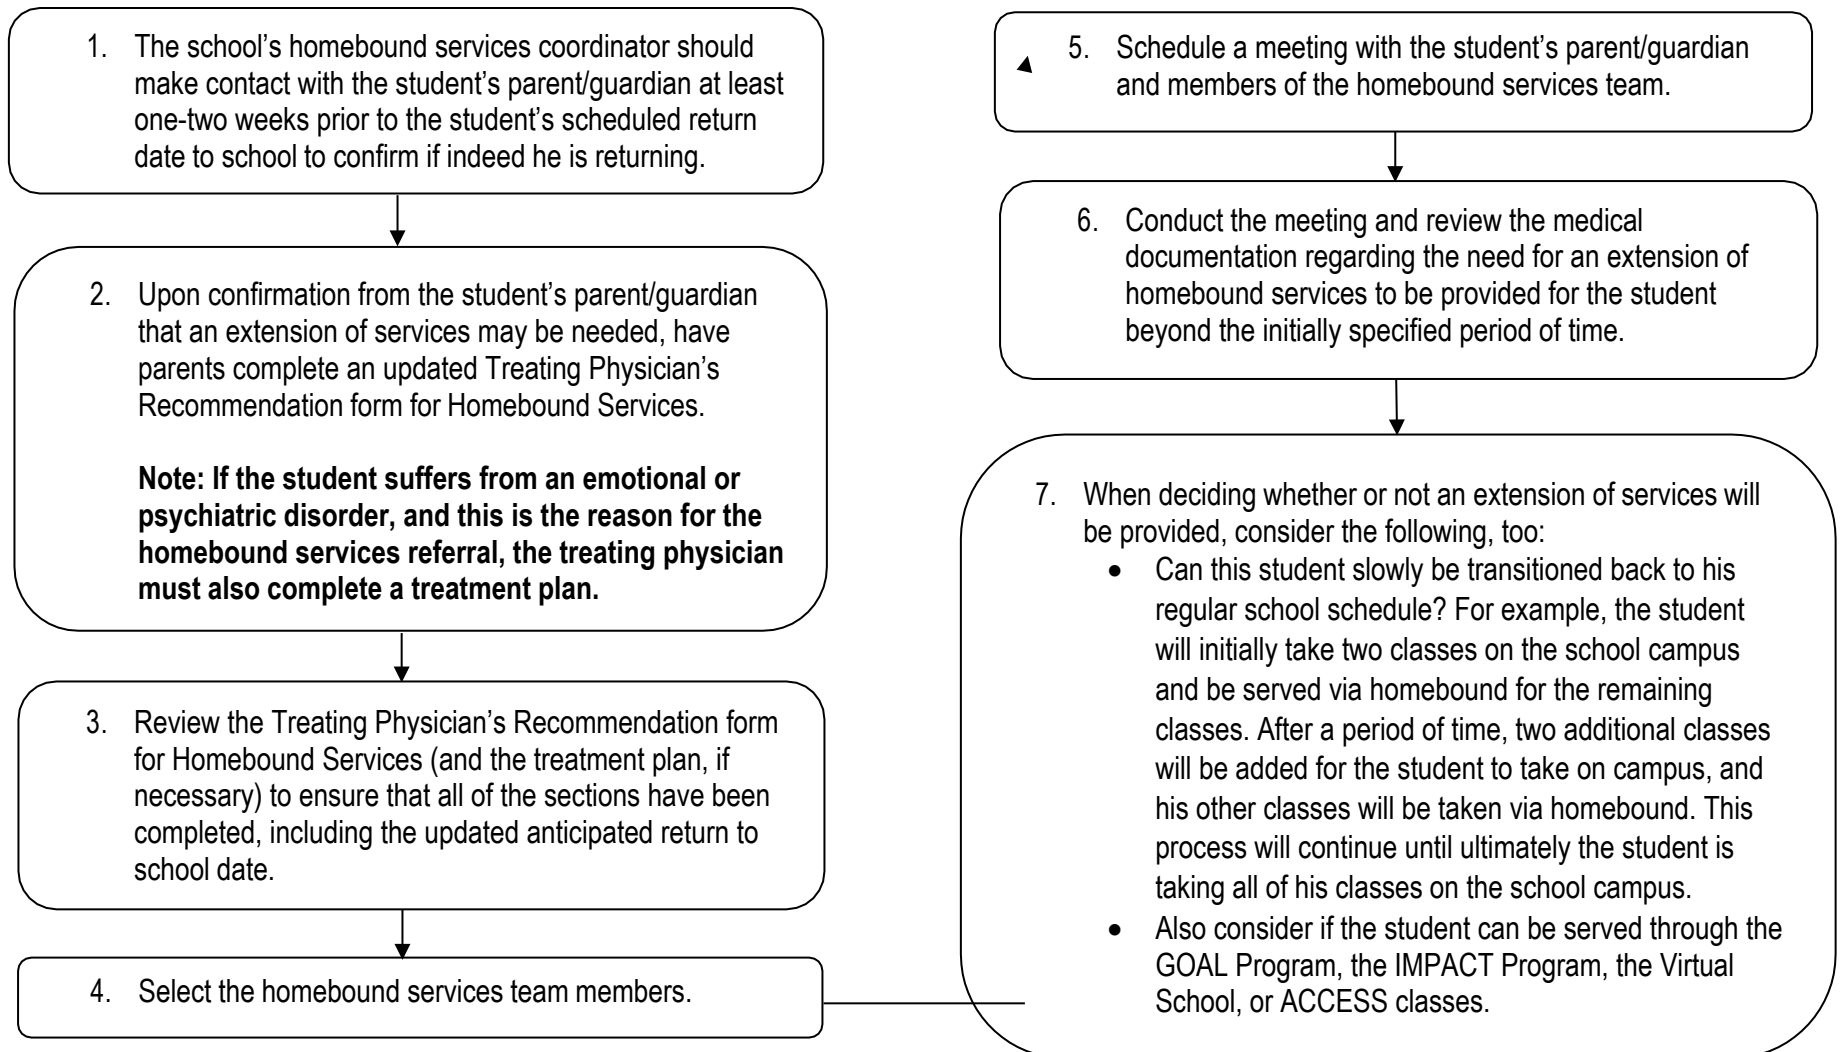 1. The school’s homebound services coordinator should
make contact with the student’s parent/guardian at least
one-two weeks prior to the student’s scheduled return
date to school to confirm if indeed he is returning.
2. Upon confirmation from the student’s parent/guardian
that an extension of services may be needed, have
parents complete an updated Treating Physician’s
Recommendation form for Homebound Services.
Note: If the student suffers from an emotional or
psychiatric disorder, and this is the reason for the
homebound services referral, the treating physician
must also complete a treatment plan.
3. Review the Treating Physician’s Recommendation form
for Homebound Services (and the treatment plan, if
necessary) to ensure that all of the sections have been
completed, including the updated anticipated return to
school date.
4. Select the homebound services team members.
5. Schedule a meeting with the student’s parent/guardian
and members of the homebound services team.
6. Conduct the meeting and review the medical
documentation regarding the need for an extension of
homebound services to be provided for the student
beyond the initially specified period of time.
7. When deciding whether or not an extension of services will
be provided, consider the following, too:
• Can this student slowly be transitioned back to his
regular school schedule? For example, the student
will initially take two classes on the school campus
and be served via homebound for the remaining
classes. After a period of time, two additional classes
will be added for the student to take on campus, and
his other classes will be taken via homebound. This
process will continue until ultimately the student is
taking all of his classes on the school campus.
• Also consider if the student can be served through the
GOAL Program, the IMPACT Program, the Virtual
School, or ACCESS classes.